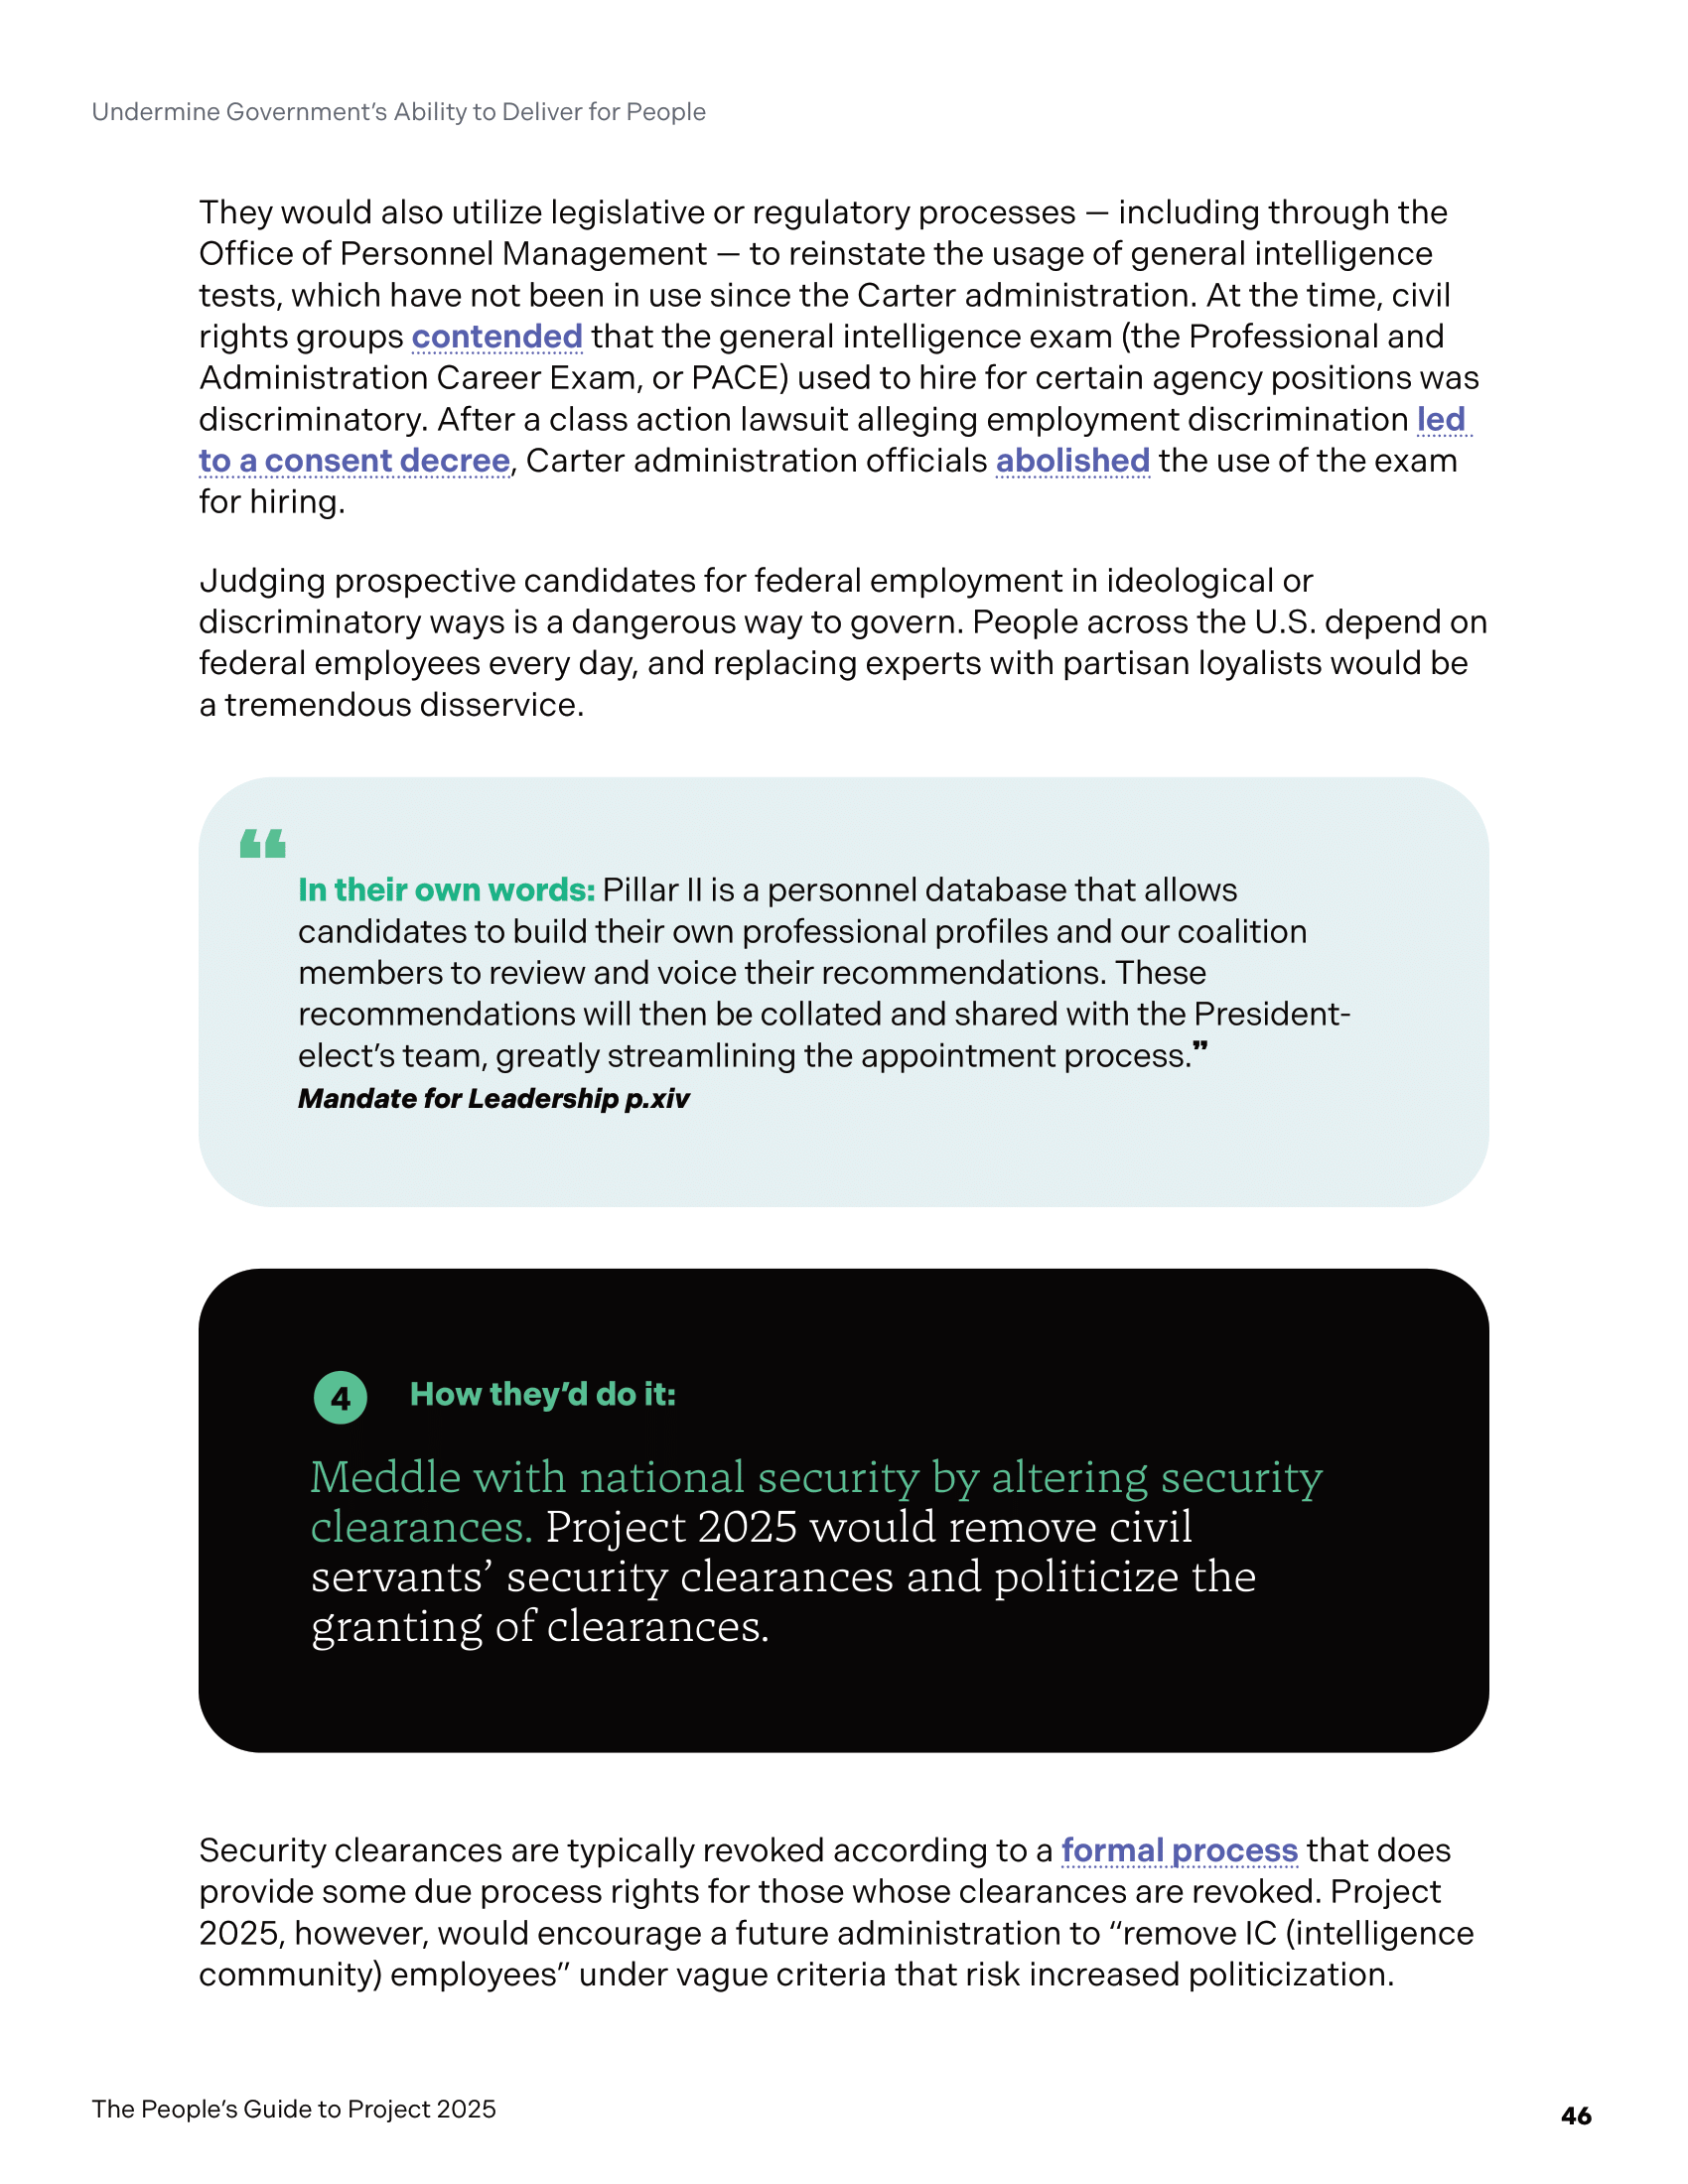 Undermine Government’s Ability to Deliver for People
They would also utilize legislative or regulatory processes — including through the
Office of Personnel Management — to reinstate the usage of general intelligence
tests, which have not been in use since the Carter administration. At the time, civil
rights groups contended that the general intelligence exam (the Professional and
Administration Career Exam, or PACE) used to hire for certain agency positions was
discriminatory. After a class action lawsuit alleging employment discrimination led
to a consent decree, Carter administration officials abolished the use of the exam
for hiring.
Judging prospective candidates for federal employment in ideological or
discriminatory ways is a dangerous way to govern. People across the U.S. depend on
federal employees every day, and replacing experts with partisan loyalists would be
a tremendous disservice.
“
In their own words: Pillar II is a personnel database that allows
candidates to build their own professional profiles and our coalition
members to review and voice their recommendations. These
recommendations will then be collated and shared with the President-
elect’s team, greatly streamlining the appointment process.”
Mandate for Leadership p.xiv
4 How they’d do it:
Meddle with national security by altering security
clearances. Project 2025 would remove civil
servants’ security clearances and politicize the
granting of clearances.
Security clearances are typically revoked according to a formal process that does
provide some due process rights for those whose clearances are revoked. Project
2025, however, would encourage a future administration to “remove IC (intelligence
community) employees” under vague criteria that risk increased politicization.
The People’s Guide to Project 2025
46